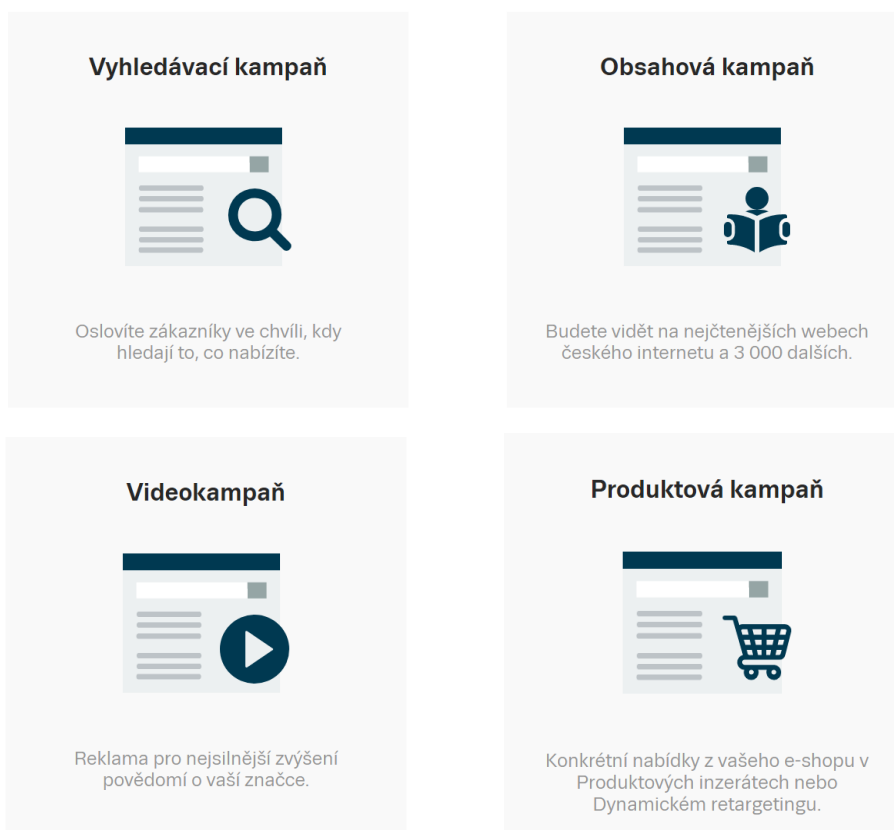 Vyhledávací kampaň
Oslovíte zákazníky ve chvíli, kdy
hledají to, co nabízíte.
Obsahová kampaň
Budete vidět na nejčtenějších webech
českého internetu a 3 000 dalších.
Videokampaň
Reklama pro nejsilnější zvýšení
povědomí o vaší značce.
Produktová kampaň
Konkrétní nabídky z vašeho e-shopu v
Produktových inzerátech nebo
Dynamickém retargetingu.